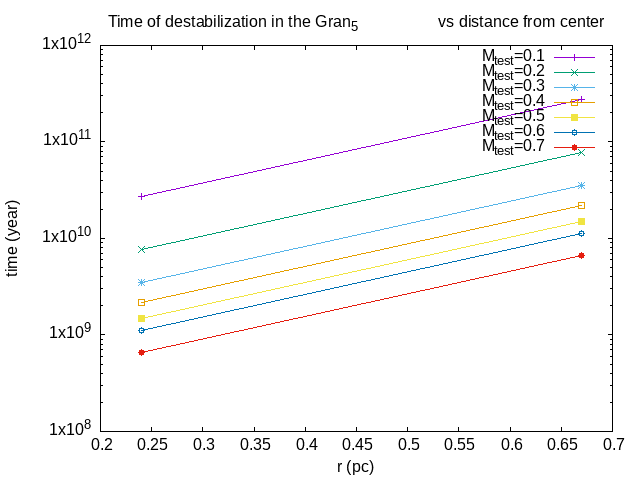 Time of destabilization in the Gran5 vs distance from center
1x10^12
1x10^11
1x10^10
1x10^9
1x10^8
time (year)
Mtest=0.1
Mtest=0.2
Mtest=0.3
Mtest=0.4
Mtest=0.5
Mtest=0.6
Mtest=0.7
0.2 0.25 0.3 0.35 0.4 0.45 0.5 0.55 0.6 0.65 0.7
r (pc)